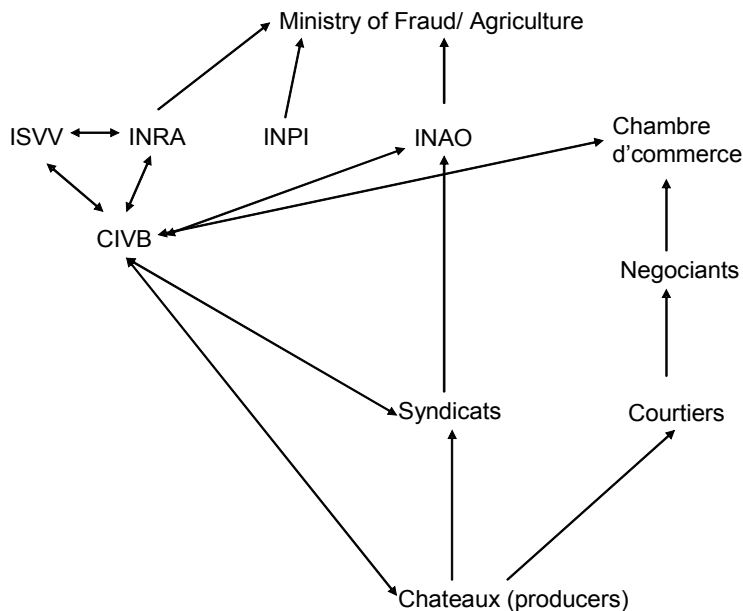 Ministry of Fraud/ Agriculture
ISVV
INRA
INPI
INAO
Chambre
d'commerce
CIVB
Negociants
Syndicats
Courtiers
Chateaux (producers)